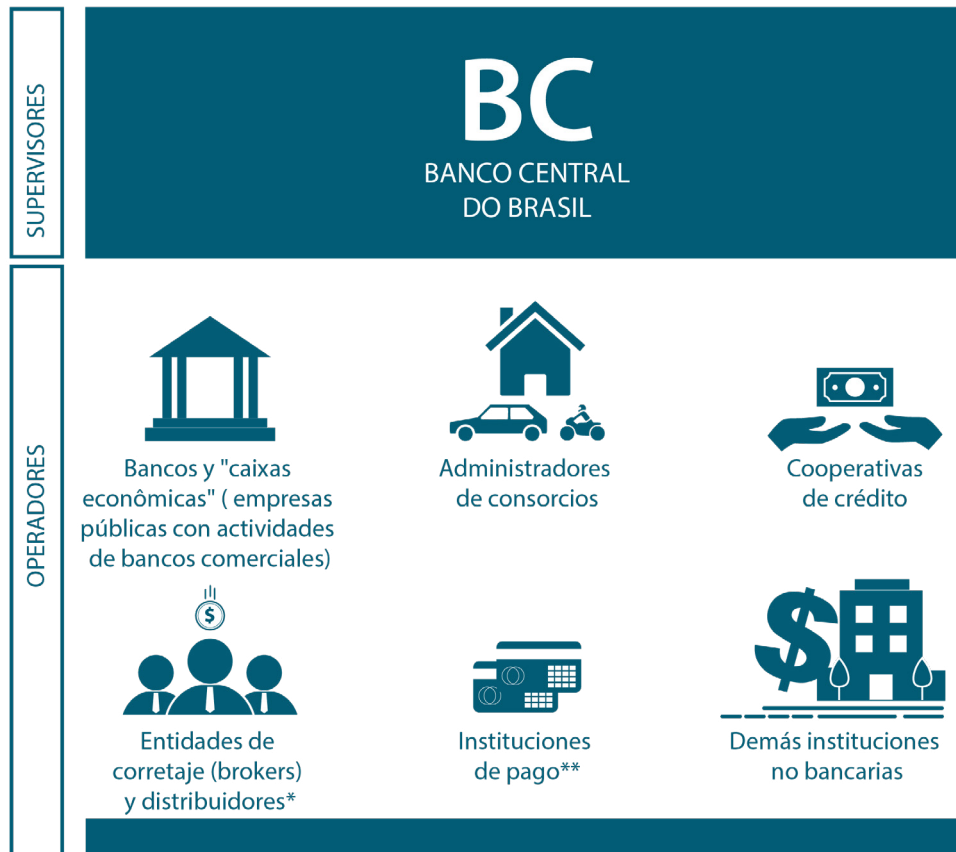 SUPERVISORES
BC
BANCO CENTRAL
DO BRASIL
OPERADORES
Bancos y "caixas
econômicas" ( empresas
públicas con actividades
de bancos comerciales)
Administradores
de consorcios
Cooperativas
de crédito
$
Entidades de
corretaje (brokers)
y distribuidores*
Instituciones
de pago**
$
Demás instituciones
no bancarias